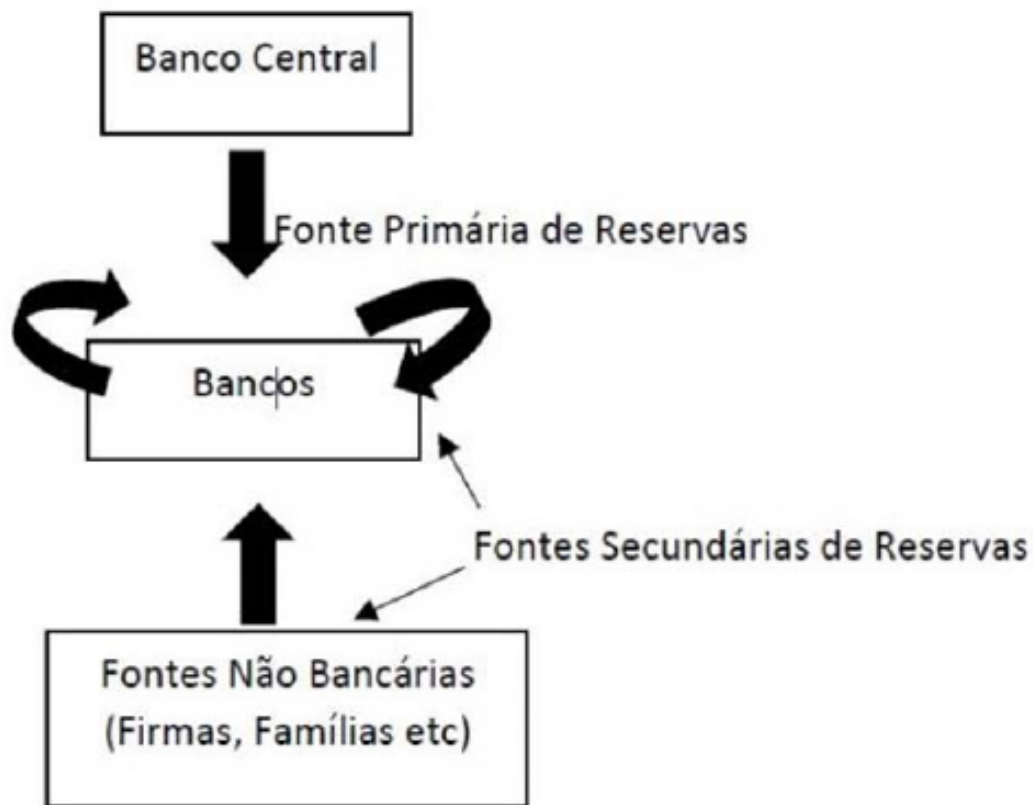 Banco Central
Fonte Primária de Reservas
Bancos
Fontes Secundárias de Reservas
Fontes Não Bancárias
(Firmas, Famílias etc)